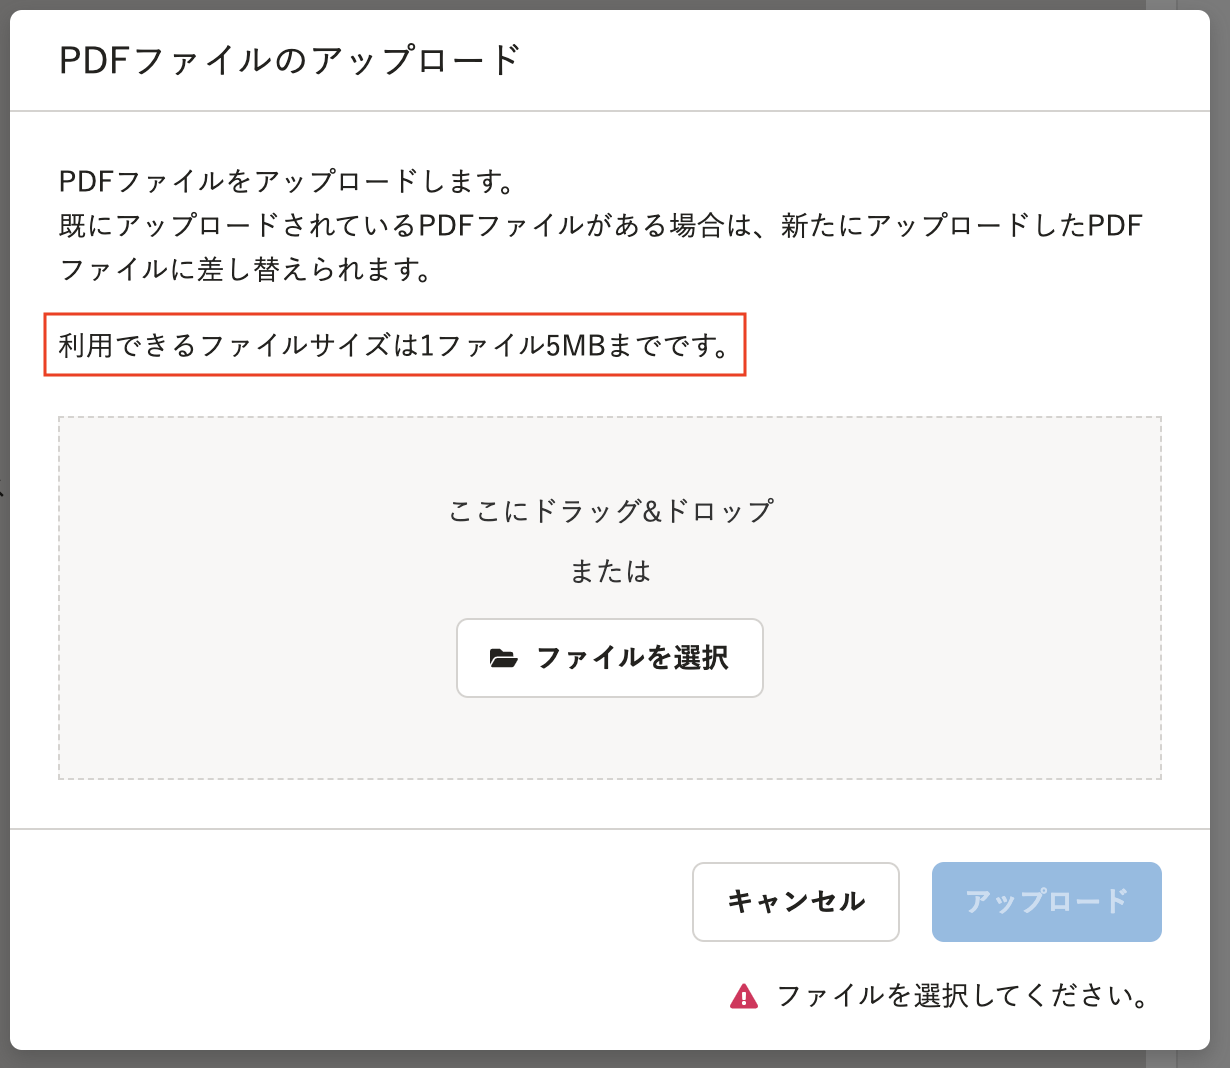 PDFファイルのアップロード
PDFファイルをアップロードします。
既にアップロードされているPDFファイルがある場合は、新たにアップロードしたPDF
ファイルに差し替えられます。
利用できるファイルサイズは1ファイル5MBまでです。
ここにドラッグ&ドロップ
または
ファイルを選択
キャンセル
アップロード
ファイルを選択してください。